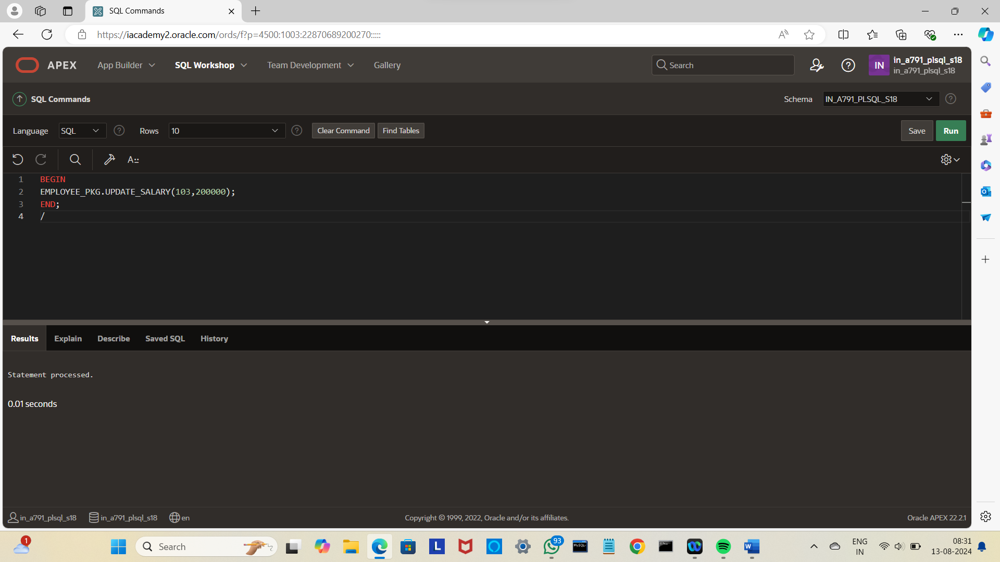 SQL Commands
https://iacademy2.oracle.com/ords/f?p=4500:1003:22870689200270:::::
APEX
App Builder
SQL Workshop
Team Development
Gallery
Search
IN
in_a791_plsql_s18
in_a791_plsql_s18
SQL Commands
Schema
IN_A791_PLSQL_S18
Language
SQL
Rows
10
Clear Command
Find Tables
Save
Run
A::
1 BEGIN
2 EMPLOYEE_PKG.UPDATE_SALARY(103,200000);
3 END;
4 /
Results
Explain
Describe
Saved SQL
History
Statement processed.
0.01 seconds
in_a791_plsql_s18
in_a791_plsql_s18
en
Copyright © 1999, 2022, Oracle and/or its affiliates.
Oracle APEX 22.2.1
1
Search
L
93
MySQL
W
ENG
IN
08:31
13-08-2024